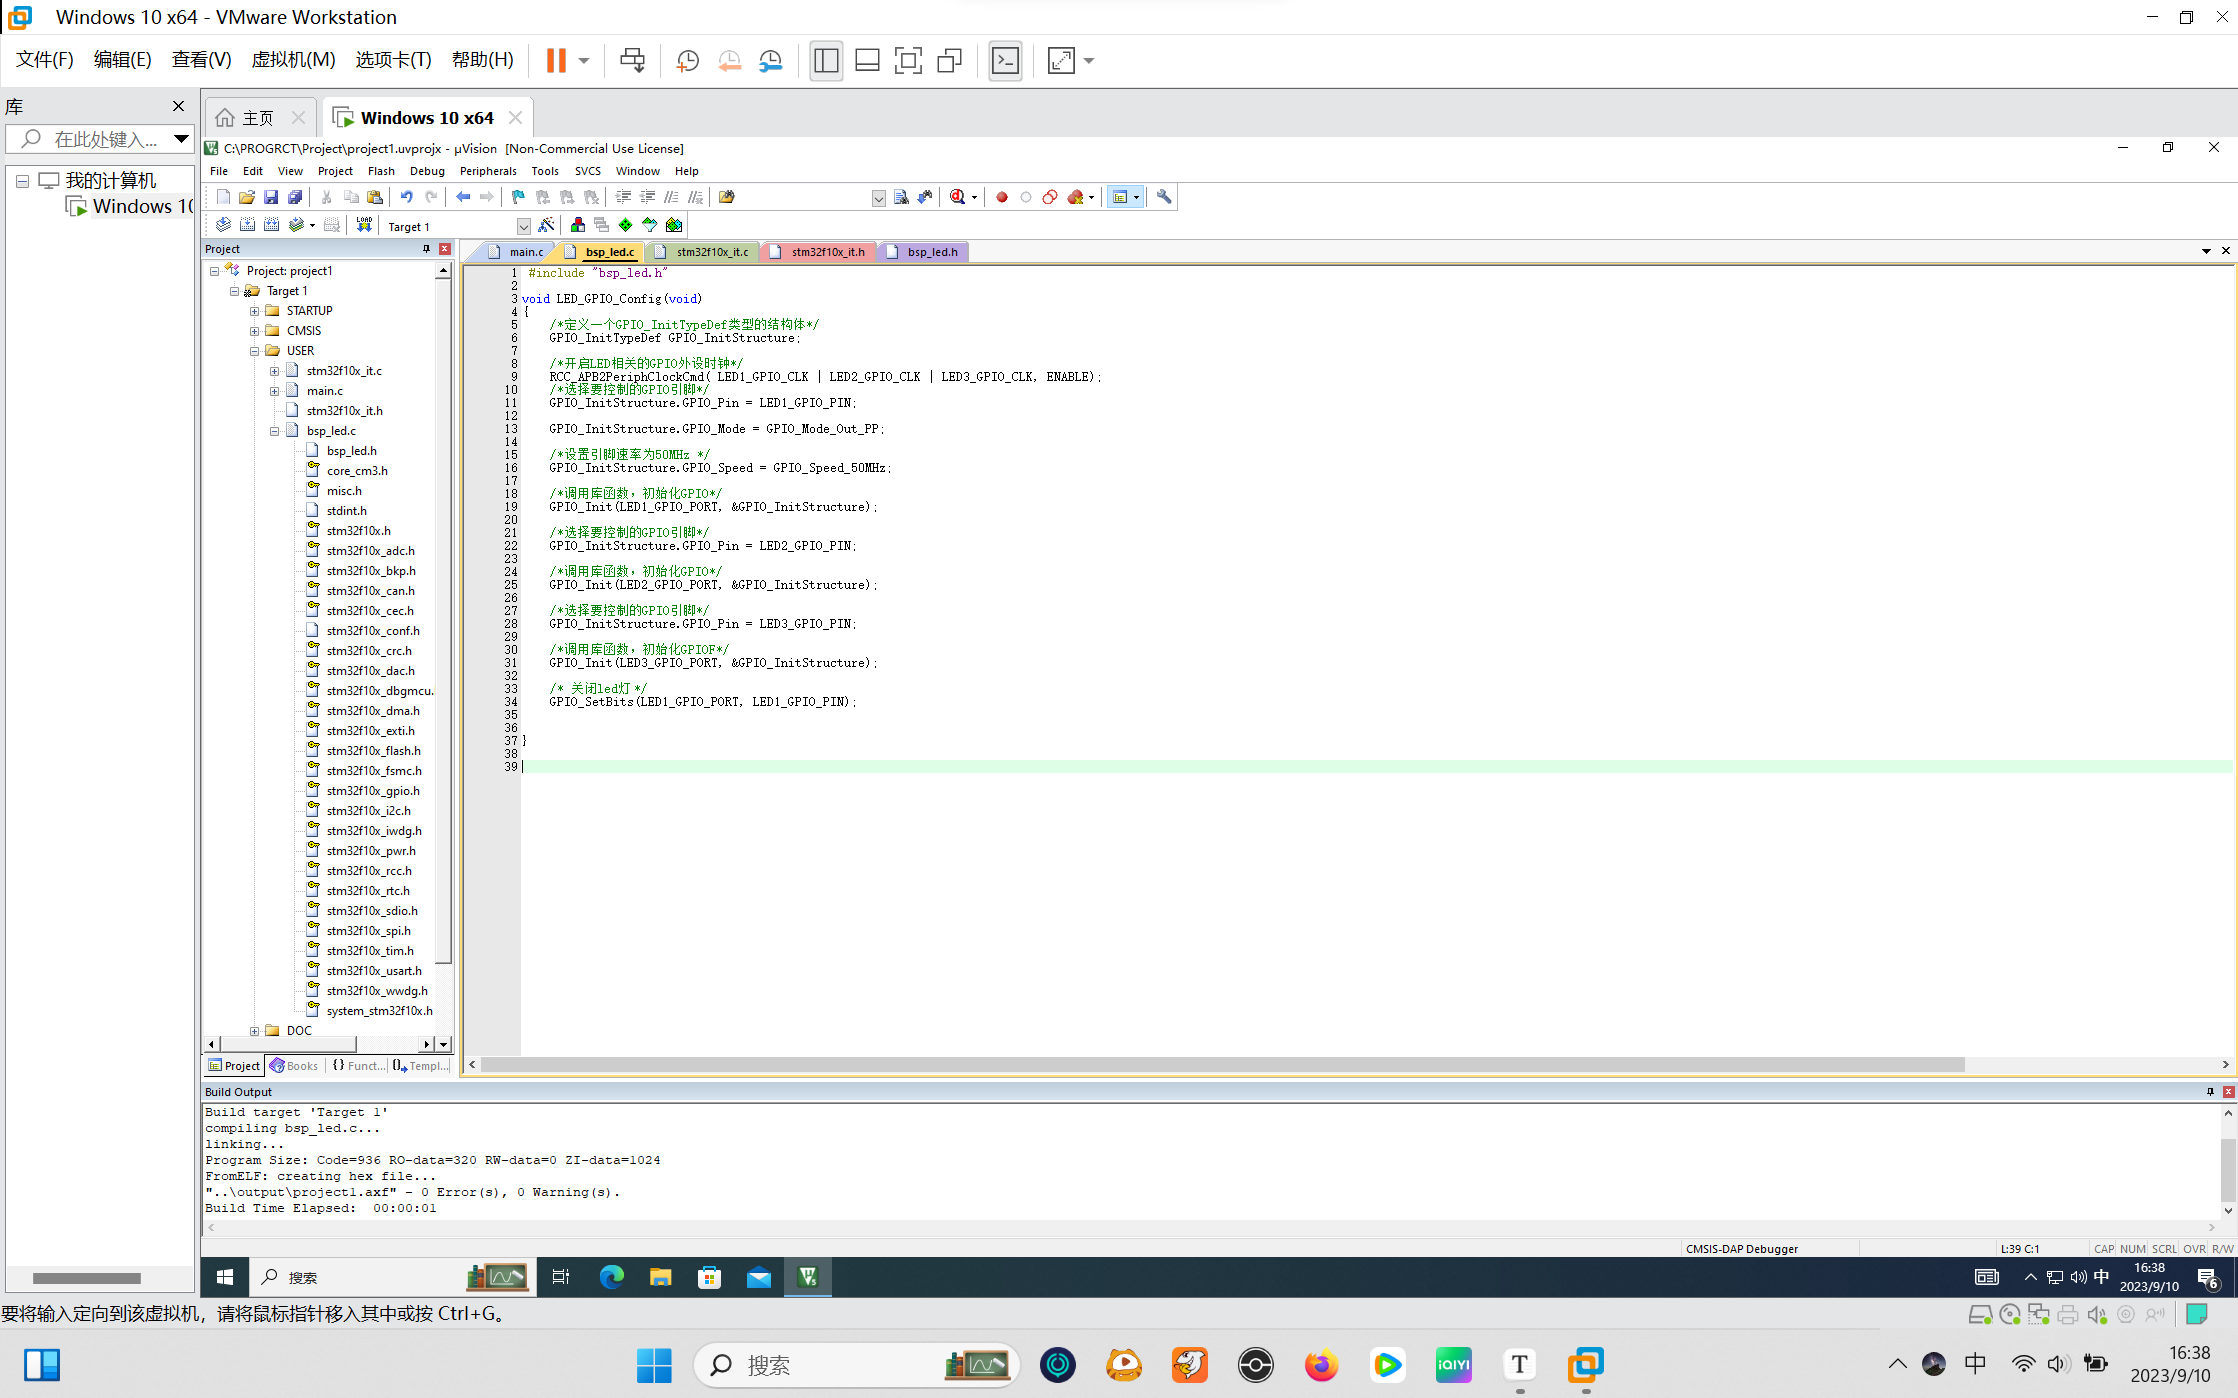 Windows 10 x64 - VMware Workstation
文件(F) 编辑(E) 查看(V) 虚拟机(M) 选项卡(T) 帮助(H)
库
主页
Windows 10 x64
在此处键入...
我的计算机
Windows 10
C:\PROGRCT\Project\project1.uvprojx - µVision [Non-Commercial Use License]
File Edit View Project Flash Debug Peripherals Tools SVCS Window Help
LOAD
Target 1
Project
Project: project1
Target 1
STARTUP
CMSIS
USER
stm32f10x_it.c
main.c
stm32f10x_it.h
bsp_led.c
bsp_led.h
core_cm3.h
misc.h
stdint.h
stm32f10x.h
stm32f10x_adc.h
stm32f10x_bkp.h
stm32f10x_can.h
stm32f10x_cec.h
stm32f10x_conf.h
stm32f10x_crc.h
stm32f10x_dac.h
stm32f10x_dbgmcu.
stm32f10x_dma.h
stm32f10x_exti.h
stm32f10x_flash.h
stm32f10x_fsmc.h
stm32f10x_gpio.h
stm32f10x_i2c.h
stm32f10x_iwdg.h
stm32f10x_pwr.h
stm32f10x_rcc.h
stm32f10x_rtc.h
stm32f10x_sdio.h
stm32f10x_spi.h
stm32f10x_tim.h
stm32f10x_usart.h
stm32f10x_wwdg.h
system_stm32f10x.h
DOC
Project Books {} Funct... Templ...
main.c bsp_led.c stm32f10x_it.c stm32f10x_it.h bsp_led.h
1 #include "bsp_led.h"
2
3 void LED_GPIO_Config(void)
4 {
5 /*定义一个GPIO_InitTypeDef类型的结构体*/
6 GPIO_InitTypeDef GPIO_InitStructure;
7
8 /*开启LED相关的GPIO外设时钟*/
9 RCC_APB2PeriphClockCmd( LED1_GPIO_CLK | LED2_GPIO_CLK | LED3_GPIO_CLK, ENABLE);
10 /*选择要控制的GPIO引脚*/
11 GPIO_InitStructure.GPIO_Pin = LED1_GPIO_PIN;
12
13 GPIO_InitStructure.GPIO_Mode = GPIO_Mode_Out_PP;
14
15 /*设置引脚速率为50MHz */
16 GPIO_InitStructure.GPIO_Speed = GPIO_Speed_50MHz;
17
18 /*调用库函数，初始化GPIO*/
19 GPIO_Init(LED1_GPIO_PORT, &GPIO_InitStructure);
20
21 /*选择要控制的GPIO引脚*/
22 GPIO_InitStructure.GPIO_Pin = LED2_GPIO_PIN;
23
24 /*调用库函数，初始化GPIO*/
25 GPIO_Init(LED2_GPIO_PORT, &GPIO_InitStructure);
26
27 /*选择要控制的GPIO引脚*/
28 GPIO_InitStructure.GPIO_Pin = LED3_GPIO_PIN;
29
30 /*调用库函数，初始化GPIOF*/
31 GPIO_Init(LED3_GPIO_PORT, &GPIO_InitStructure);
32
33 /* 关闭led灯 */
34 GPIO_SetBits(LED1_GPIO_PORT, LED1_GPIO_PIN);
35
36
37 }
38
39
Build Output
Build target 'Target 1'
compiling bsp_led.c...
linking...
Program Size: Code=936 RO-data=320 RW-data=0 ZI-data=1024
FromELF: creating hex file...
"..\output\project1.axf" - 0 Error(s), 0 Warning(s).
Build Time Elapsed:  00:00:01
CMSIS-DAP Debugger L:39 C:1 CAP NUM SCRL OVR R/W
搜索
中
16:38
2023/9/10
6
要将输入定向到该虚拟机，请将鼠标指针移入其中或按 Ctrl+G。
搜索
iQIYI
T
中
16:38
2023/9/10